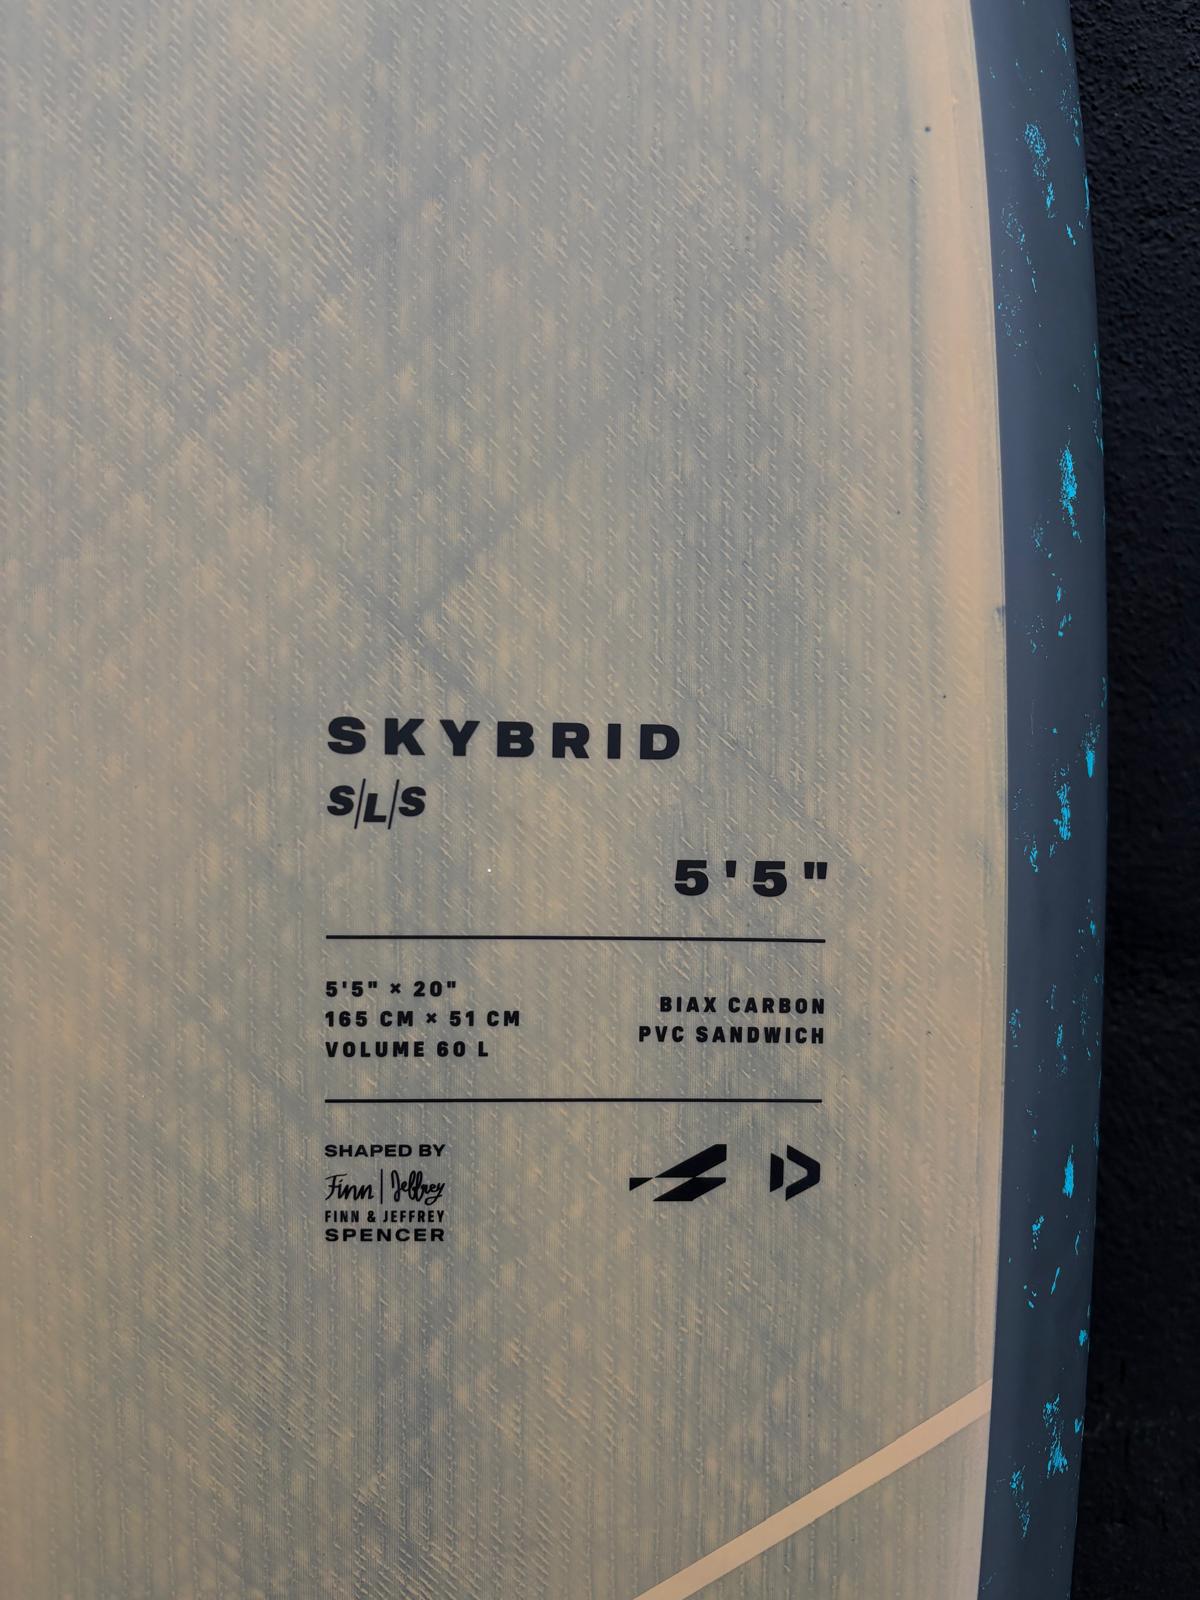 SKYBRID
S/L/S
5'5"
5'5" × 20"
165 CM × 51 CM
VOLUME 60 L
BIAX CARBON
PVC SANDWICH
SHAPED BY
Finn | Jeffrey
FINN & JEFFREY
SPENCER